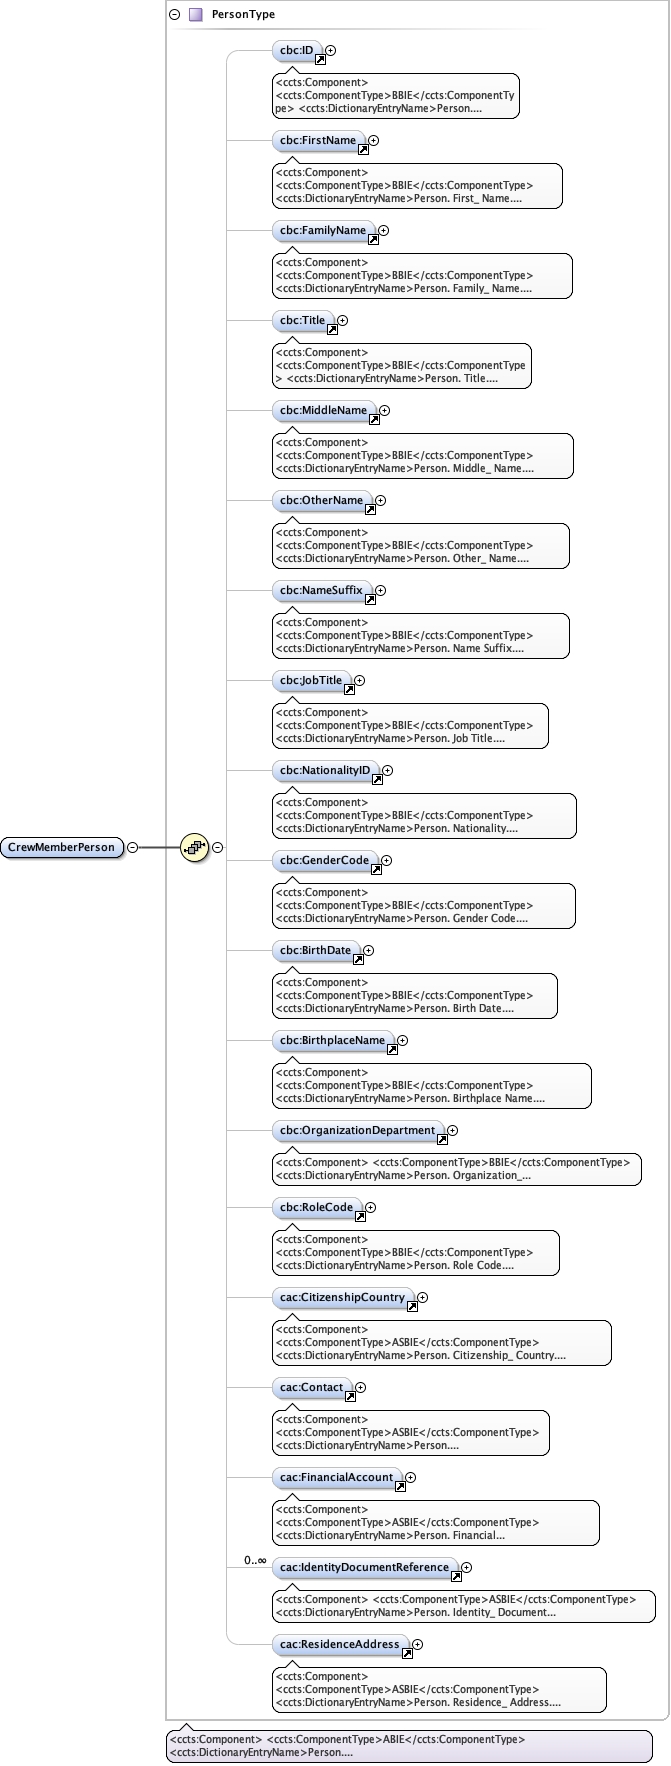 PersonType
cbc:ID
<ccts:Component>
<ccts:ComponentType>BBIE</ccts:ComponentTy
pe> <ccts:DictionaryEntryName>Person....
cbc:FirstName
<ccts:Component>
<ccts:ComponentType>BBIE</ccts:ComponentType>
<ccts:DictionaryEntryName>Person. First_ Name....
cbc:FamilyName
<ccts:Component>
<ccts:ComponentType>BBIE</ccts:ComponentType>
<ccts:DictionaryEntryName>Person. Family_ Name....
cbc:Title
<ccts:Component>
<ccts:ComponentType>BBIE</ccts:ComponentType
> <ccts:DictionaryEntryName>Person. Title....
cbc:MiddleName
<ccts:Component>
<ccts:ComponentType>BBIE</ccts:ComponentType>
<ccts:DictionaryEntryName>Person. Middle_ Name....
cbc:OtherName
<ccts:Component>
<ccts:ComponentType>BBIE</ccts:ComponentType>
<ccts:DictionaryEntryName>Person. Other_ Name....
cbc:NameSuffix
<ccts:Component>
<ccts:ComponentType>BBIE</ccts:ComponentType>
<ccts:DictionaryEntryName>Person. Name Suffix....
cbc:JobTitle
<ccts:Component>
<ccts:ComponentType>BBIE</ccts:ComponentType>
<ccts:DictionaryEntryName>Person. Job Title....
cbc:NationalityID
<ccts:Component>
<ccts:ComponentType>BBIE</ccts:ComponentType>
<ccts:DictionaryEntryName>Person. Nationality....
CrewMemberPerson
cbc:GenderCode
<ccts:Component>
<ccts:ComponentType>BBIE</ccts:ComponentType>
<ccts:DictionaryEntryName>Person. Gender Code....
cbc:BirthDate
<ccts:Component>
<ccts:ComponentType>BBIE</ccts:ComponentType>
<ccts:DictionaryEntryName>Person. Birth Date....
cbc:BirthplaceName
<ccts:Component>
<ccts:ComponentType>BBIE</ccts:ComponentType>
<ccts:DictionaryEntryName>Person. Birthplace Name....
cbc:OrganizationDepartment
<ccts:Component> <ccts:ComponentType>BBIE</ccts:ComponentType>
<ccts:DictionaryEntryName>Person. Organization_...
cbc:RoleCode
<ccts:Component>
<ccts:ComponentType>BBIE</ccts:ComponentType>
<ccts:DictionaryEntryName>Person. Role Code....
cac:CitizenshipCountry
<ccts:Component>
<ccts:ComponentType>ASBIE</ccts:ComponentType>
<ccts:DictionaryEntryName>Person. Citizenship_ Country....
cac:Contact
<ccts:Component>
<ccts:ComponentType>ASBIE</ccts:ComponentType>
<ccts:DictionaryEntryName>Person....
cac:FinancialAccount
<ccts:Component>
<ccts:ComponentType>ASBIE</ccts:ComponentType>
<ccts:DictionaryEntryName>Person. Financial...
0..∞
cac:IdentityDocumentReference
<ccts:Component> <ccts:ComponentType>ASBIE</ccts:ComponentType>
<ccts:DictionaryEntryName>Person. Identity_ Document...
cac:ResidenceAddress
<ccts:Component>
<ccts:ComponentType>ASBIE</ccts:ComponentType>
<ccts:DictionaryEntryName>Person. Residence_ Address....
<ccts:Component> <ccts:ComponentType>ABIE</ccts:ComponentType>
<ccts:DictionaryEntryName>Person....